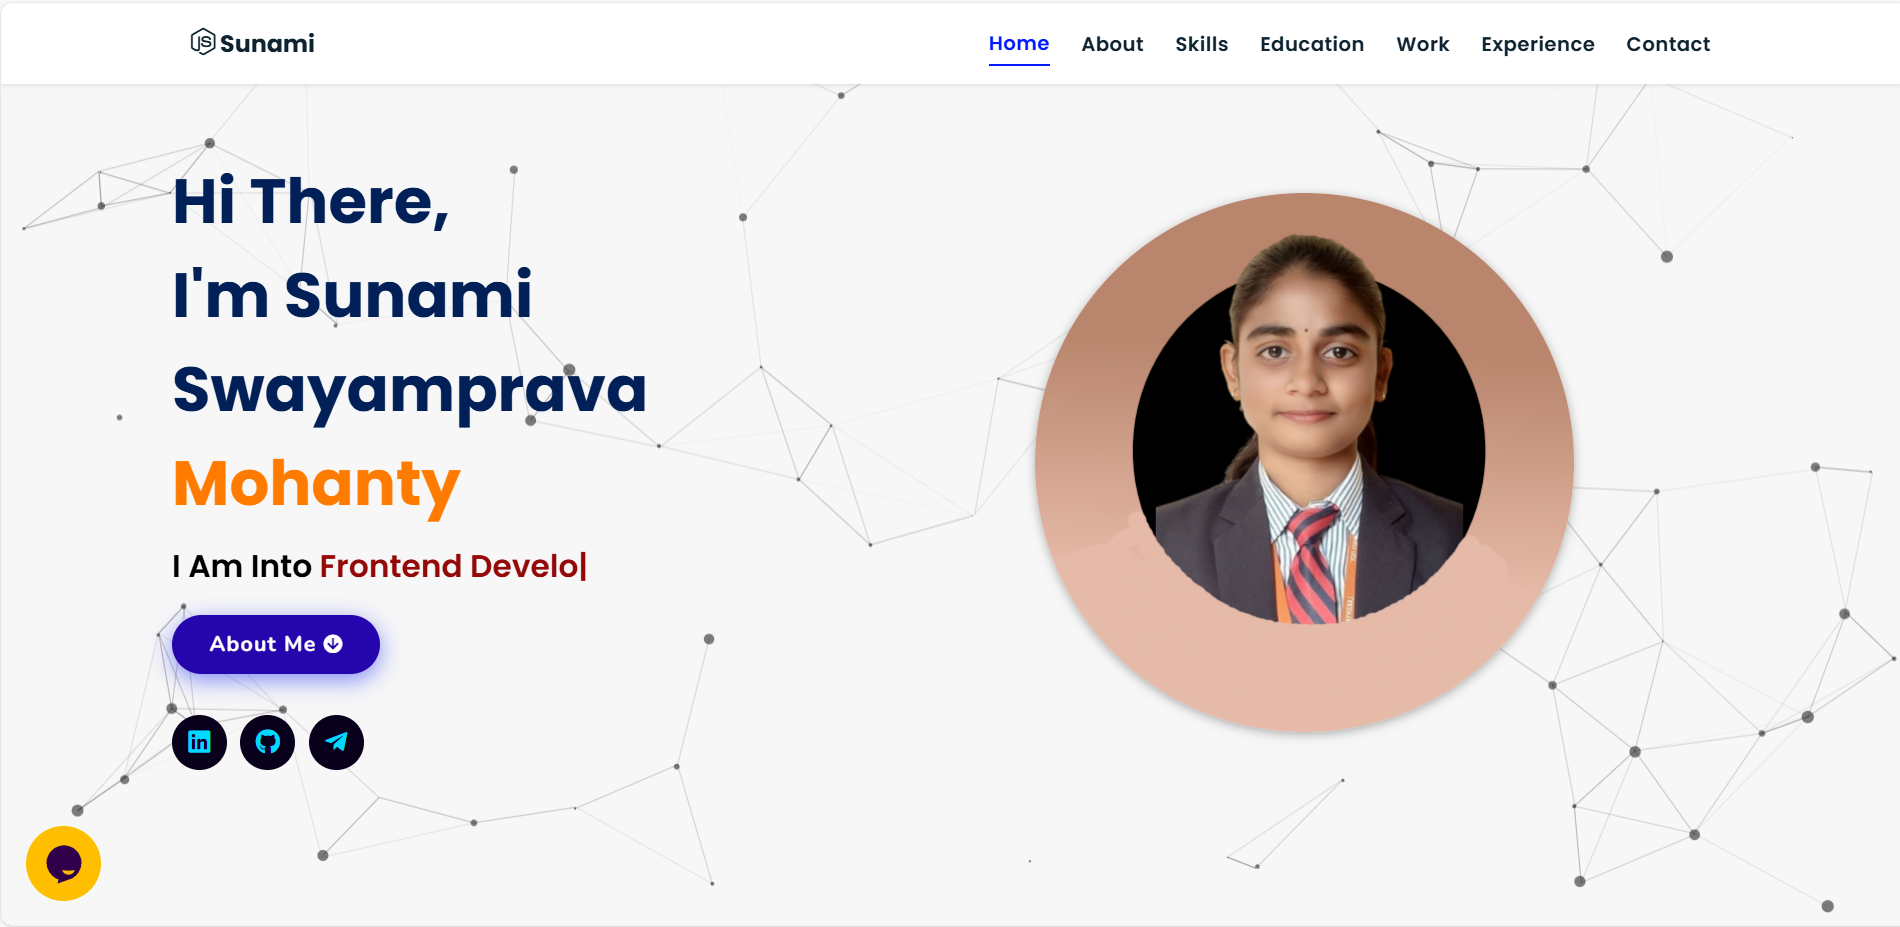 Sunami
Home About Skills Education Work Experience Contact
Hi There,
I'm Sunami
Swayamprava
Mohanty
I Am Into Frontend Develo|
About Me